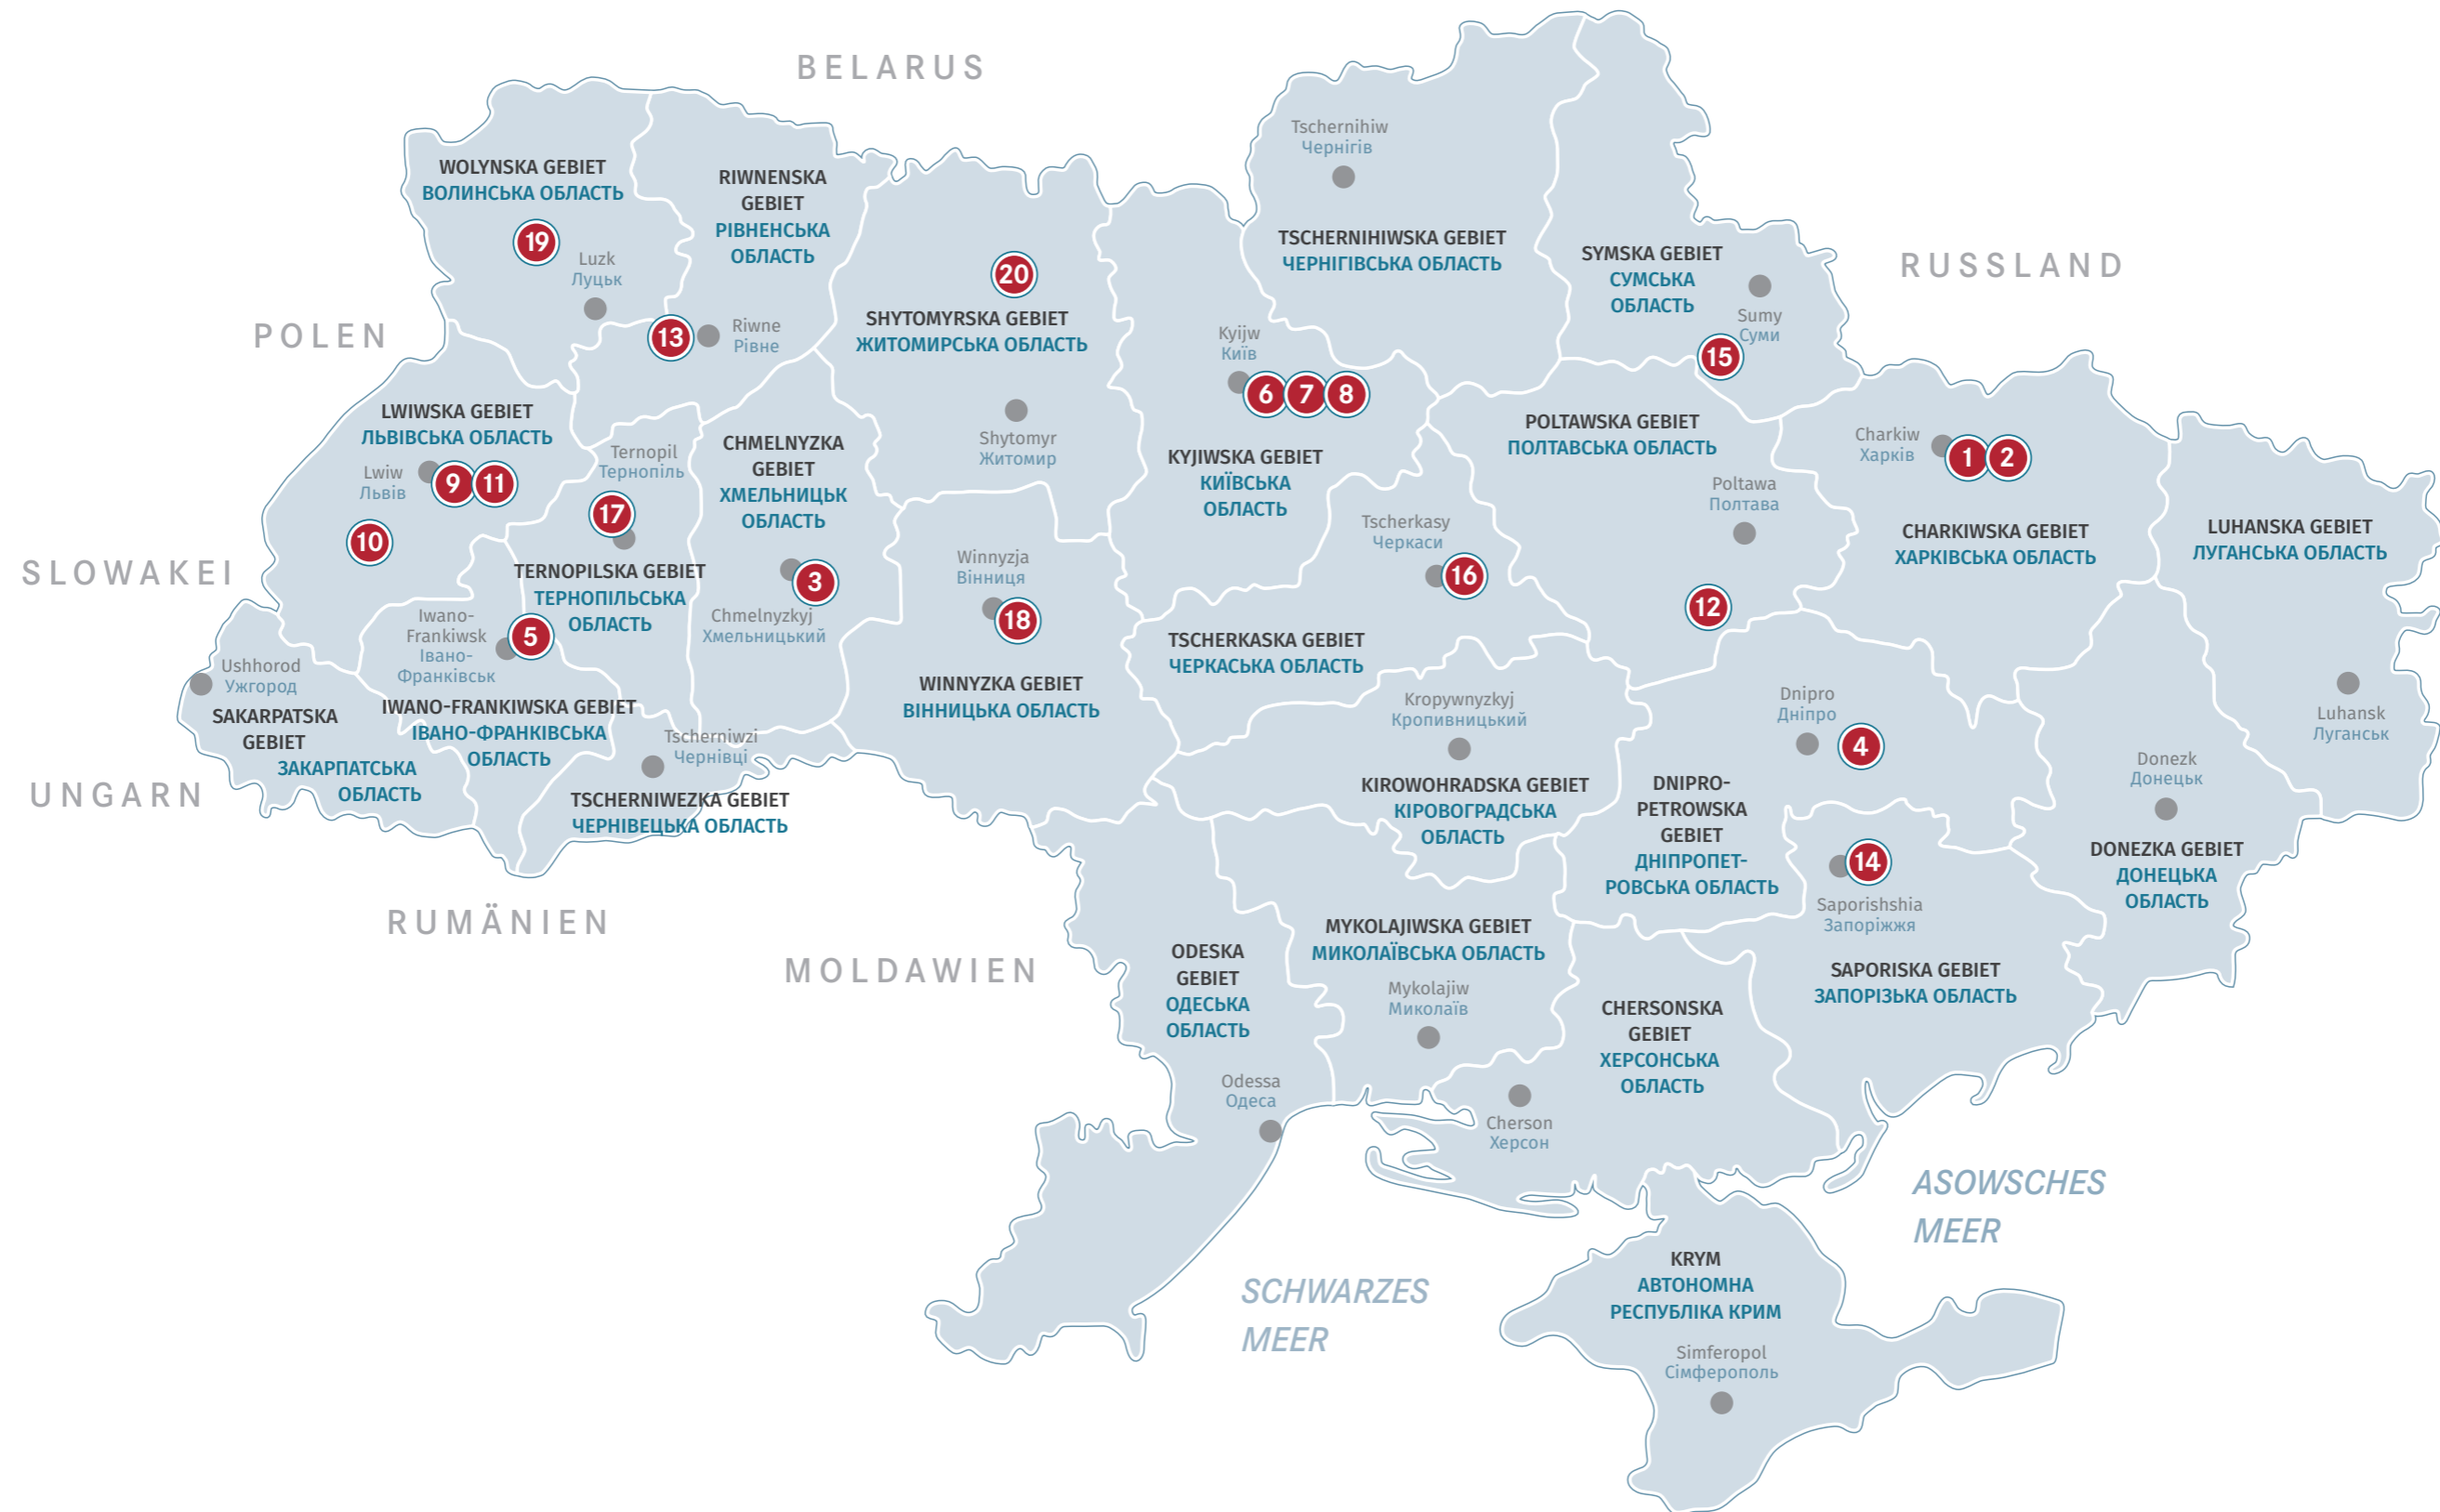 BELARUS
Tschernihiw
Чернігів
WOLYNSKA GEBIET
ВОЛИНСЬКА ОБЛАСТЬ
RIWNENSKA
GEBIET
РІВНЕНСЬКА
ОБЛАСТЬ
19
Luzk
Луцьк
20
TSCHERNIHIWSKA GEBIET
ЧЕРНІГІВСЬКА ОБЛАСТЬ
SYMSKA GEBIET
СУМСЬКА
ОБЛАСТЬ
RUSSLAND
POLEN
13
Riwne
Рівне
SHYTOMYRSKA GEBIET
ЖИТОМИРСЬКА ОБЛАСТЬ
Kyijw
Київ
6 7 8
Sumy
Суми
15
LWIWSKA GEBIET
ЛЬВІВСЬКА ОБЛАСТЬ
Lwiw
Львів
9 11
10
Ternopil
Тернопіль
17
CHMELNYZKA
GEBIET
ХМЕЛЬНИЦЬК
ОБЛАСТЬ
Shytomyr
Житомир
KYJIWSKA GEBIET
КИЇВСЬКА
ОБЛАСТЬ
POLTAWSKA GEBIET
ПОЛТАВСЬКА ОБЛАСТЬ
Charkiw
Харків
1 2
Poltawa
Полтава
Tscherkasy
Черкаси
16
CHARKIWSKA GEBIET
ХАРКІВСЬКА ОБЛАСТЬ
LUHANSKA GEBIET
ЛУГАНСЬКА ОБЛАСТЬ
SLOWAKEI
TERNOPILSKA GEBIET
ТЕРНОПІЛЬСЬКА
ОБЛАСТЬ
3
Chmelnyzkyj
Хмельницький
Winnyzja
Вінниця
18
12
Iwano-
Frankiwsk
Івано-
Франківськ
5
Ushhorod
Ужгород
TSCHERKASKA GEBIET
ЧЕРКАСЬКА ОБЛАСТЬ
WINNYZKA GEBIET
ВІННИЦЬКА ОБЛАСТЬ
SAKARPATSKA
GEBIET
ЗАКАРПАТСЬКА
ОБЛАСТЬ
IWANO-FRANKIWSKA GEBIET
ІВАНО-ФРАНКІВСЬКА
ОБЛАСТЬ
Tscherniwzi
Чернівці
Kropywnyzkyj
Кропивницький
Dnipro
Дніпро
4
Luhansk
Луганськ
Donezk
Донецьк
UNGARN
TSCHERNIWEZKA GEBIET
ЧЕРНІВЕЦЬКА ОБЛАСТЬ
KIROWOHRADSKA GEBIET
КІРОВОГРАДСЬКА
ОБЛАСТЬ
DNIPRO-
PETROWSKA
GEBIET
ДНІПРОПЕТ-
РОВСЬКА ОБЛАСТЬ
14
Saporishshia
Запоріжжя
DONEZKA GEBIET
ДОНЕЦЬКА
ОБЛАСТЬ
RUMÄNIEN
MOLDAWIEN
ODESKA
GEBIET
ОДЕСЬКА
ОБЛАСТЬ
MYKOLAJIWSKA GEBIET
МИКОЛАЇВСЬКА ОБЛАСТЬ
Mykolajiw
Миколаїв
SAPORISKA GEBIET
ЗАПОРІЗЬКА ОБЛАСТЬ
CHERSONSKA
GEBIET
ХЕРСОНСЬКА
ОБЛАСТЬ
Odessa
Одеса
Cherson
Херсон
ASOWSCHES
MEER
SCHWARZES
MEER
KRYM
АВТОНОМНА
РЕСПУБЛІКА КРИМ
Simferopol
Сімферополь